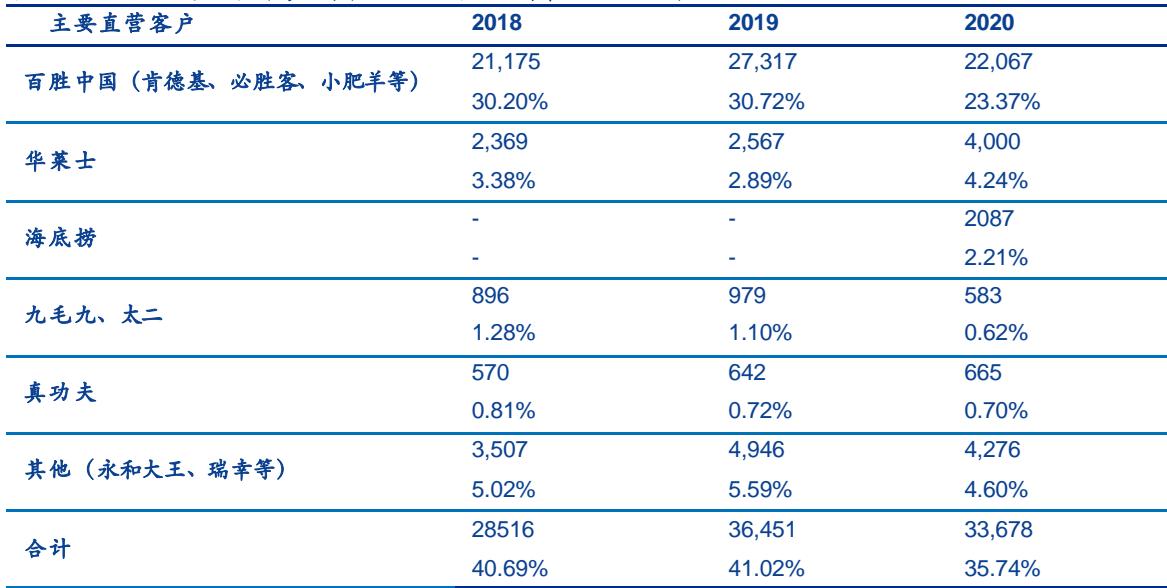 主要直营客户 2018 2019 2020
21,175 27,317 22,067
百胜中国（肯德基、必胜客、小肥羊等）
30.20% 30.72% 23.37%
2,369 2,567 4,000
华莱士
3.38% 2.89% 4.24%
- - 2087
海底捞
- - 2.21%
896 979 583
九毛九、太二
1.28% 1.10% 0.62%
570 642 665
真功夫
0.81% 0.72% 0.70%
3,507 4,946 4,276
其他（永和大王、瑞幸等）
5.02% 5.59% 4.60%
28516 36,451 33,678
合计
40.69% 41.02% 35.74%